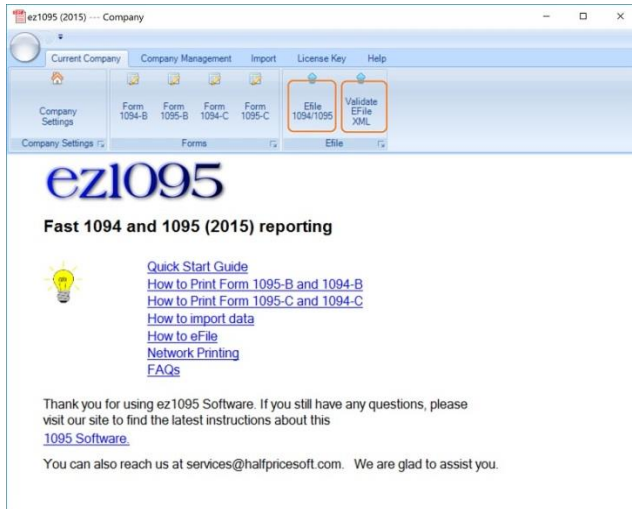 ez1095 (2015) --- Company
Current Company Company Management Import License Key Help
Company Settings
Form 1094-B
Form 1095-B
Form 1094-C
Form 1095-C
Efile 1094/1095
Validate EFile XML
Company Settings Forms Efile
ez1095
Fast 1094 and 1095 (2015) reporting
Quick Start Guide
How to Print Form 1095-B and 1094-B
How to Print Form 1095-C and 1094-C
How to import data
How to eFile
Network Printing
FAQs
Thank you for using ez1095 Software. If you still have any questions, please
visit our site to find the latest instructions about this
1095 Software.
You can also reach us at services@halfpricesoft.com. We are glad to assist you.